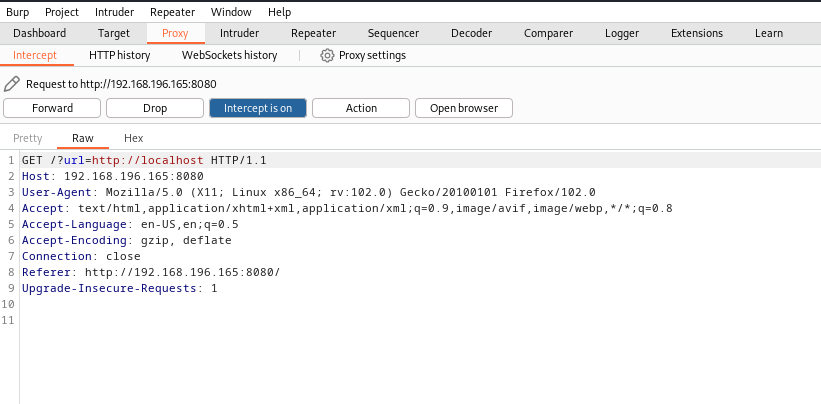 Burp Project Intruder Repeater Window Help
Dashboard Target Proxy Intruder Repeater Sequencer Decoder Comparer Logger Extensions Learn
Intercept HTTP history WebSockets history Proxy settings
Request to http://192.168.196.165:8080
Forward Drop Intercept is on Action Open browser
Pretty Raw Hex
1 GET /?url=http://localhost HTTP/1.1
2 Host: 192.168.196.165:8080
3 User-Agent: Mozilla/5.0 (X11; Linux x86_64; rv:102.0) Gecko/20100101 Firefox/102.0
4 Accept: text/html,application/xhtml+xml,application/xml;q=0.9,image/avif,image/webp,*/*;q=0.8
5 Accept-Language: en-US,en;q=0.5
6 Accept-Encoding: gzip, deflate
7 Connection: close
8 Referer: http://192.168.196.165:8080/
9 Upgrade-Insecure-Requests: 1
10
11